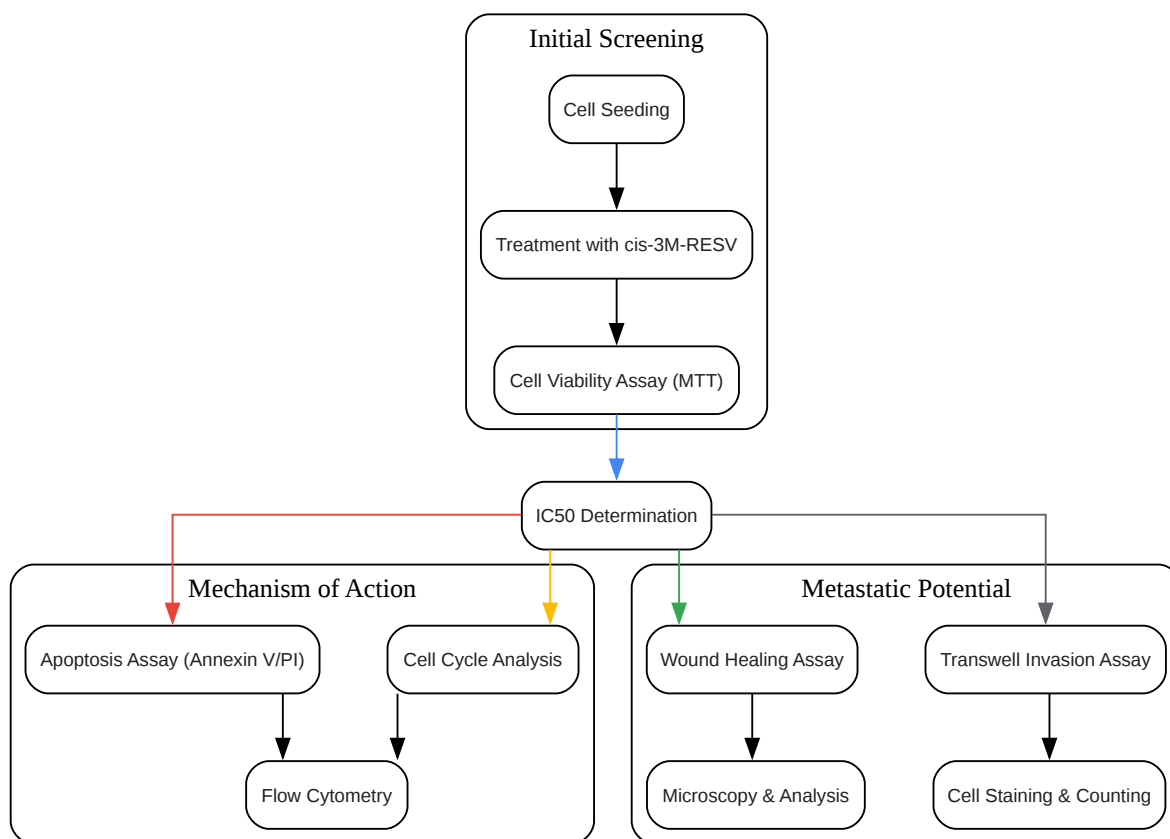 Initial Screening
Cell Seeding
Treatment with cis-3M-RESV
Cell Viability Assay (MTT)
IC50 Determination
Mechanism of Action
Metastatic Potential
Apoptosis Assay (Annexin V/PI)
Cell Cycle Analysis
Wound Healing Assay
Transwell Invasion Assay
Flow Cytometry
Microscopy & Analysis
Cell Staining & Counting